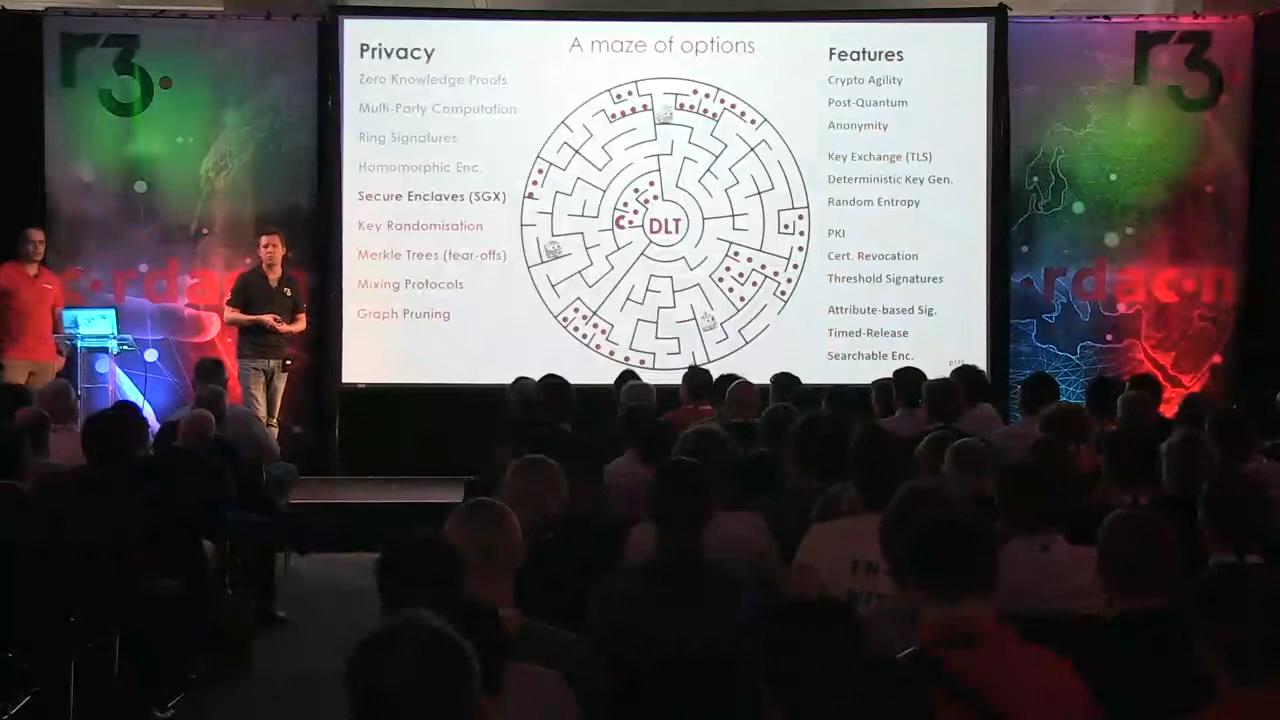 r3.
Privacy
A maze of options
Features
Zero Knowledge Proofs
Multi-Party Computation
Ring Signatures
Homomorphic Enc.
Secure Enclaves (SGX)
Key Randomisation
Merkle Trees (tear-offs)
Mixing Protocols
Graph Pruning
DLT
Crypto Agility
Post-Quantum
Anonymity
Key Exchange (TLS)
Deterministic Key Gen.
Random Entropy
PKI
Cert. Revocation
Threshold Signatures
Attribute-based Sig.
Timed-Release
Searchable Enc.
r3.
c·rdac·n
r3.